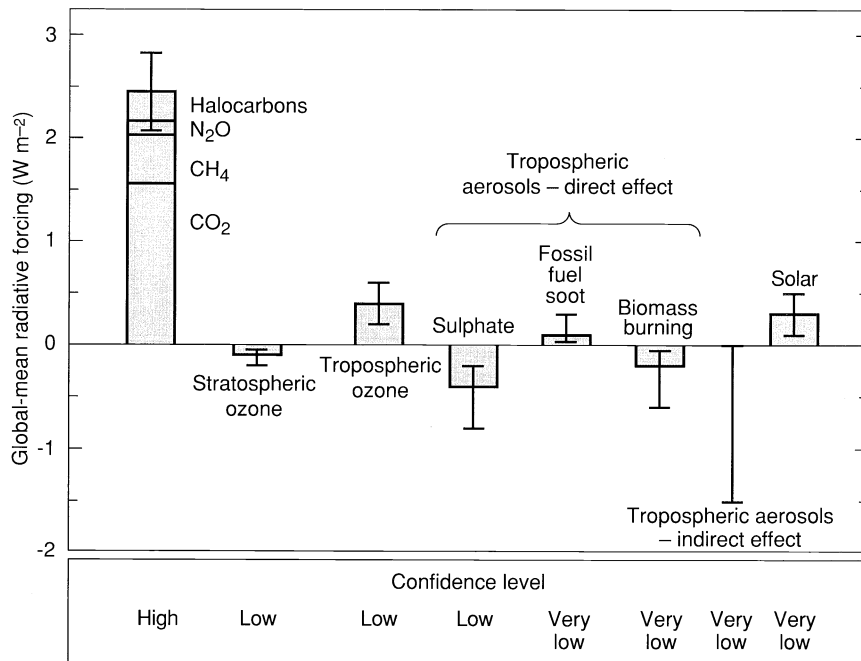 Global-mean radiative forcing (W m–2)
3
2
1
0
-1
-2
Halocarbons
N2O
CH4
CO2
Stratospheric
ozone
Tropospheric
ozone
Tropospheric
aerosols – direct effect
Sulphate
Fossil
fuel
soot
Biomass
burning
Tropospheric aerosols
– indirect effect
Solar
Confidence level
High
Low
Low
Low
Very
low
Very
low
Very
low
Very
low